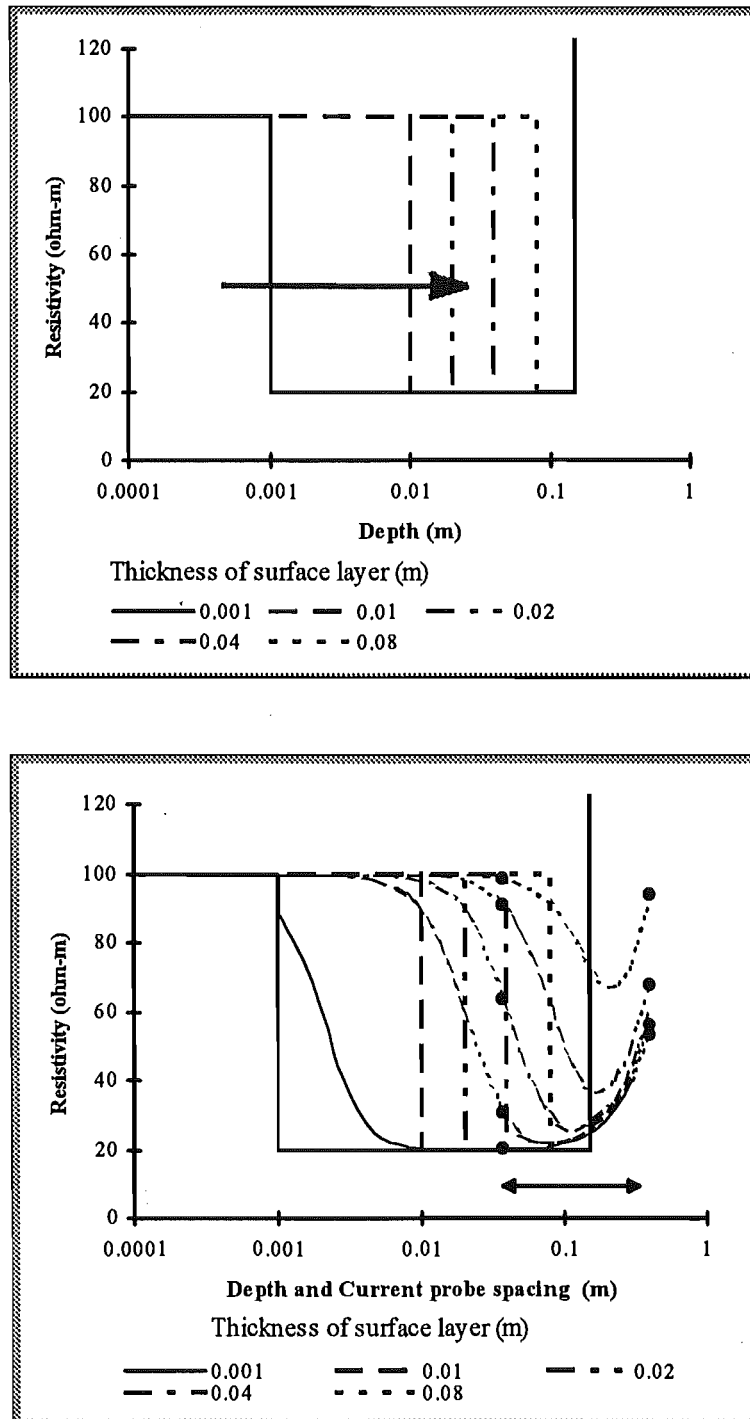 120
100
80
60
40
20
0
Resistivity (ohm-m)
0.0001 0.001 0.01 0.1 1
Depth (m)
Thickness of surface layer (m)
0.001 0.01 0.02
0.04 0.08
120
100
80
60
40
20
0
Resistivity (ohm-m)
0.0001 0.001 0.01 0.1 1
Depth and Current probe spacing (m)
Thickness of surface layer (m)
0.001 0.01 0.02
0.04 0.08